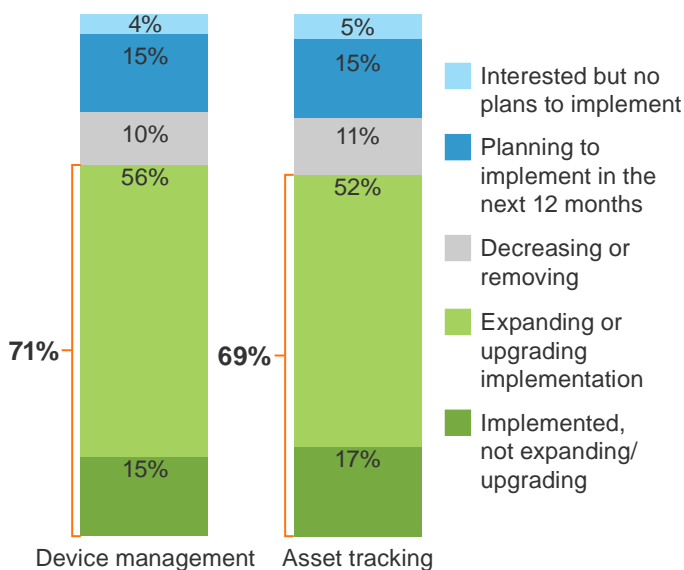 4%
5%
15%
15%
Interested but no
plans to implement
10%
11%
Planning to
implement in the
next 12 months
56%
52%
Decreasing or
removing
71%
69%
Expanding or
upgrading
implementation
15%
17%
Implemented,
not expanding/
upgrading
Device management
Asset tracking